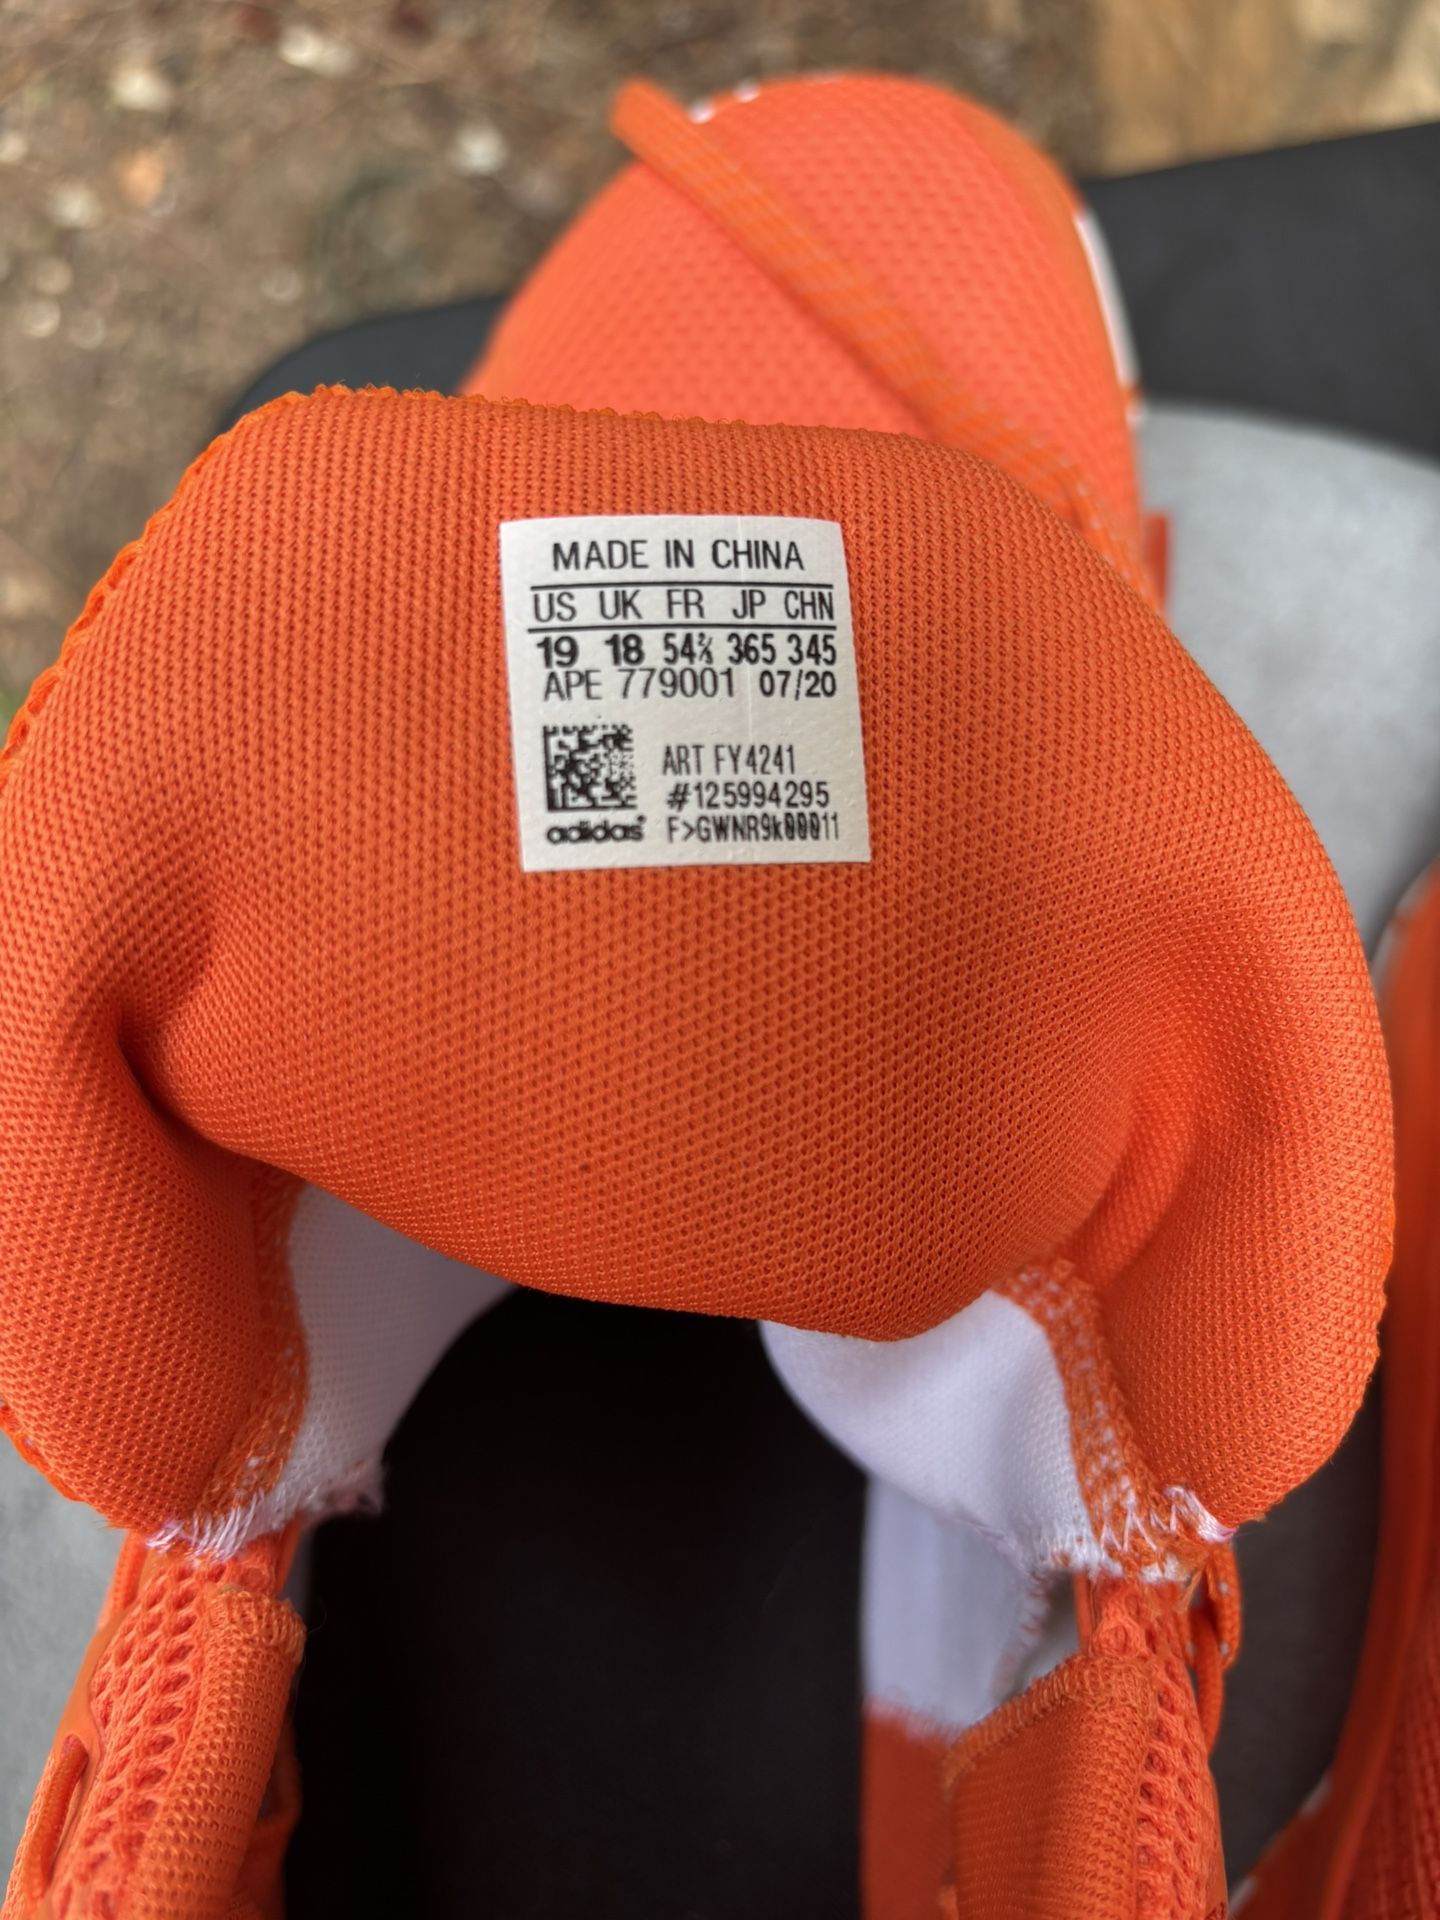 MADE IN CHINA
US UK FR JP CHN
19 18 54⅔ 365 345
APE 779001 07/20
ART FY4241
#125994295
adidas F>GWNR9k00011